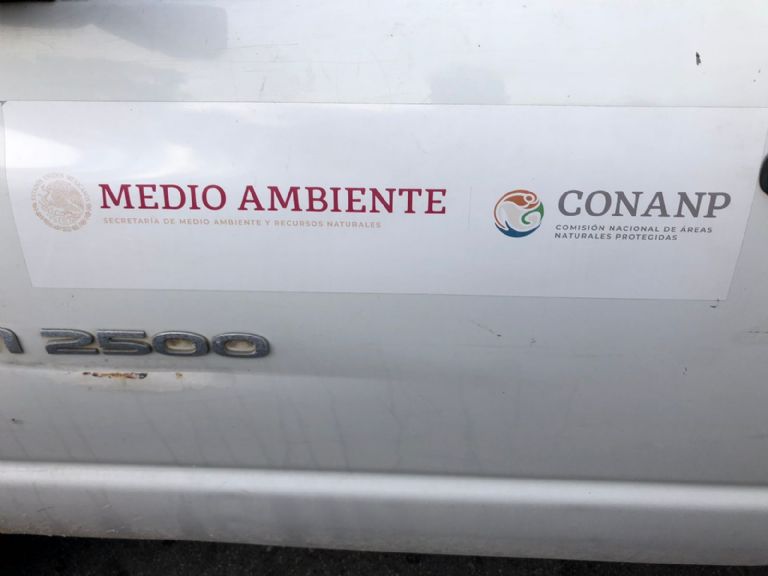 MEDIO AMBIENTE
SECRETARÍA DE MEDIO AMBIENTE Y RECURSOS NATURALES
CONANP
COMISIÓN NACIONAL DE ÁREAS
NATURALES PROTEGIDAS
2500